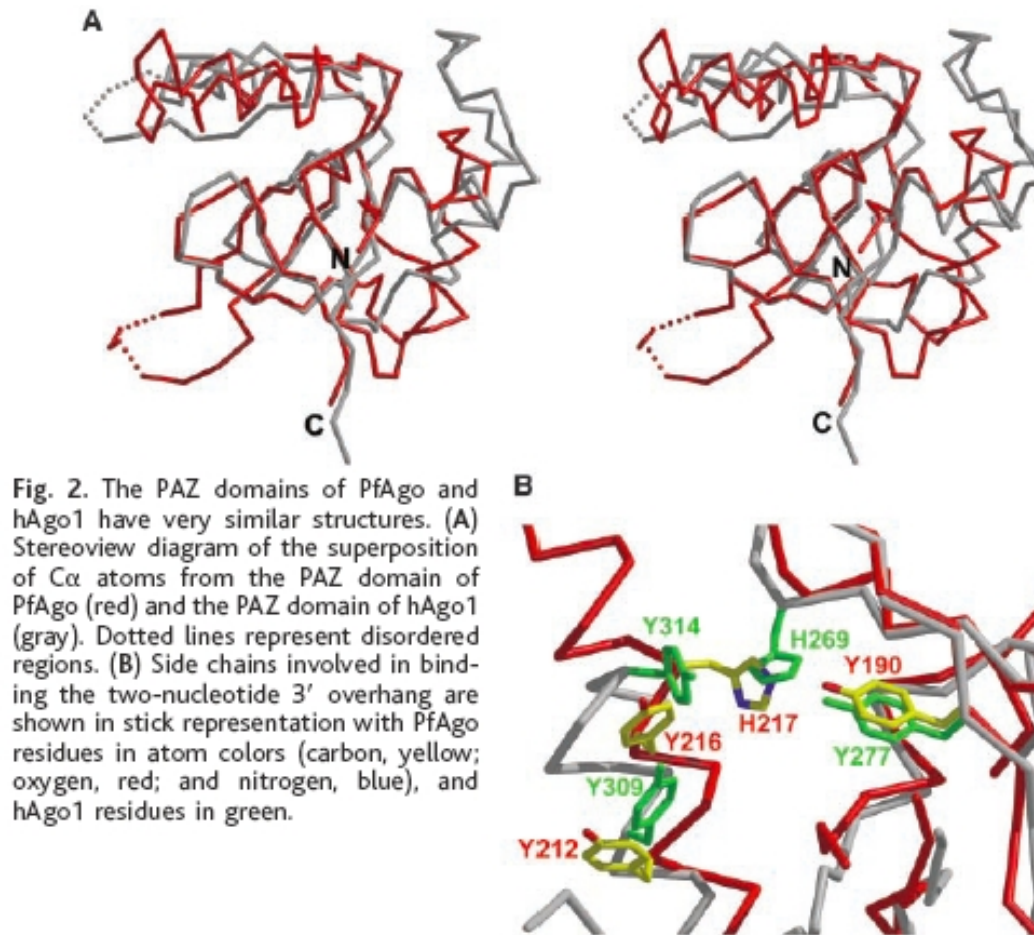 A
N
N
C
C
Fig. 2. The PAZ domains of PfAgo and
hAgo1 have very similar structures. (A)
Stereoview diagram of the superposition
of Cα atoms from the PAZ domain of
PfAgo (red) and the PAZ domain of hAgo1
(gray). Dotted lines represent disordered
regions. (B) Side chains involved in bind-
ing the two-nucleotide 3′ overhang are
shown in stick representation with PfAgo
residues in atom colors (carbon, yellow;
oxygen, red; and nitrogen, blue), and
hAgo1 residues in green.
B
Y314
H269
Y190
H217
Y216
Y277
Y309
Y212